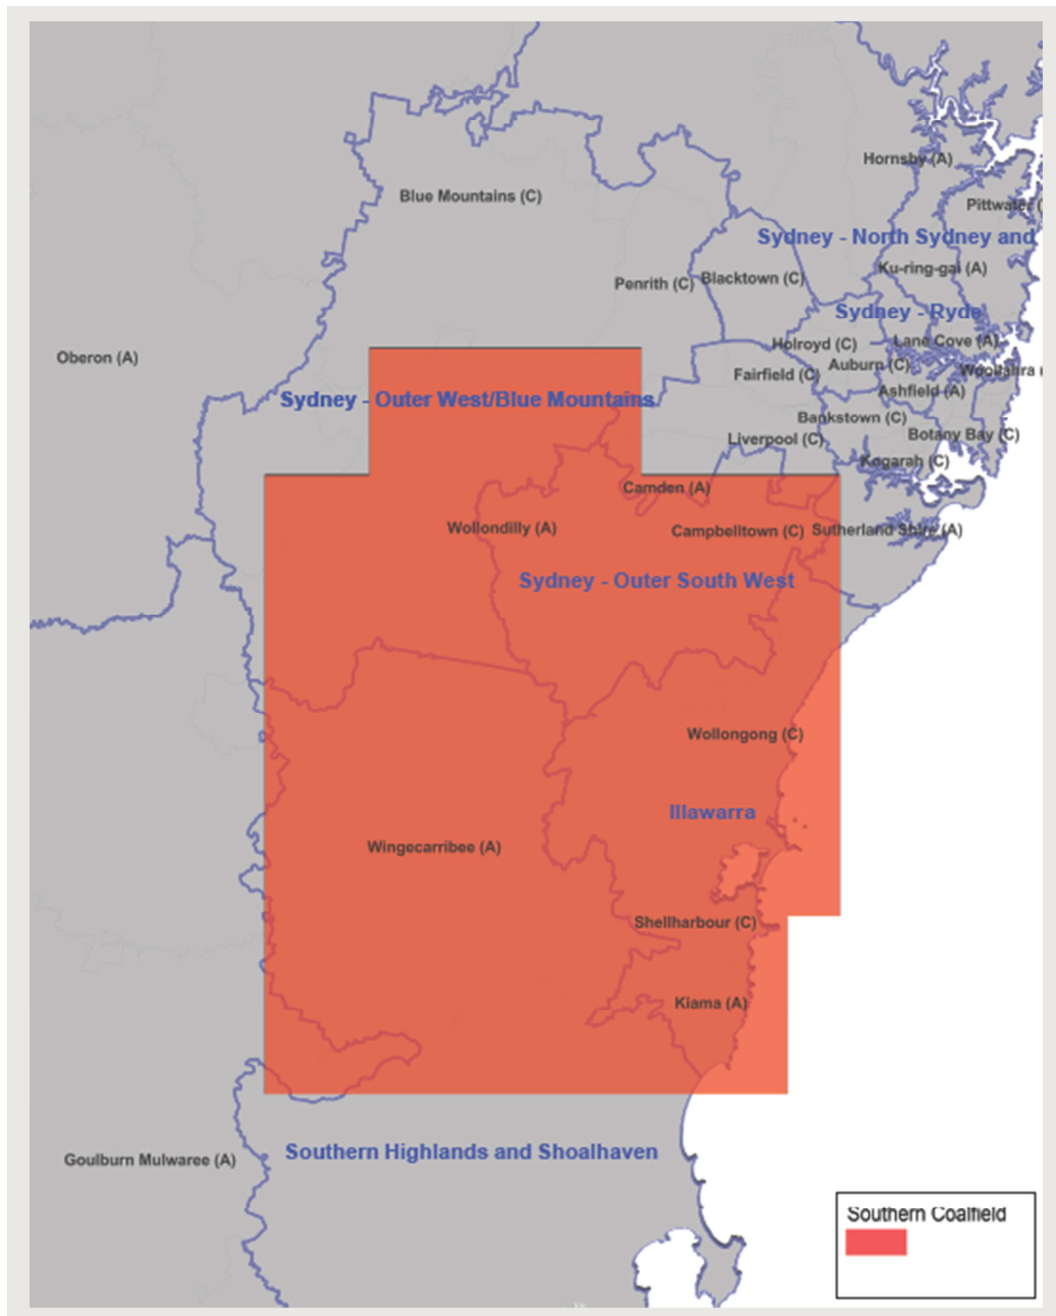 Hornsby (A)
Blue Mountains (C)
Sydney - North Sydney and
Ku-ring-gai (A)
Penrith (C)
Blacktown (C)
Sydney - Ryde
Holroyd (C)
Lane Cove (A)
Oberon (A)
Auburn (C)
Fairfield (C)
Ashfield (A)
Sydney - Outer West/Blue Mountains
Bankstown (C)
Botany Bay (C)
Liverpool (C)
Kogarah (C)
Camden (A)
Wollondilly (A)
Campbelltown (C)
Sutherland Shire (A)
Sydney - Outer South West
Wollongong (C)
Illawarra
Wingecarribee (A)
Shellharbour (C)
Kiama (A)
Southern Highlands and Shoalhaven
Goulburn Mulwaree (A)
Southern Coalfield